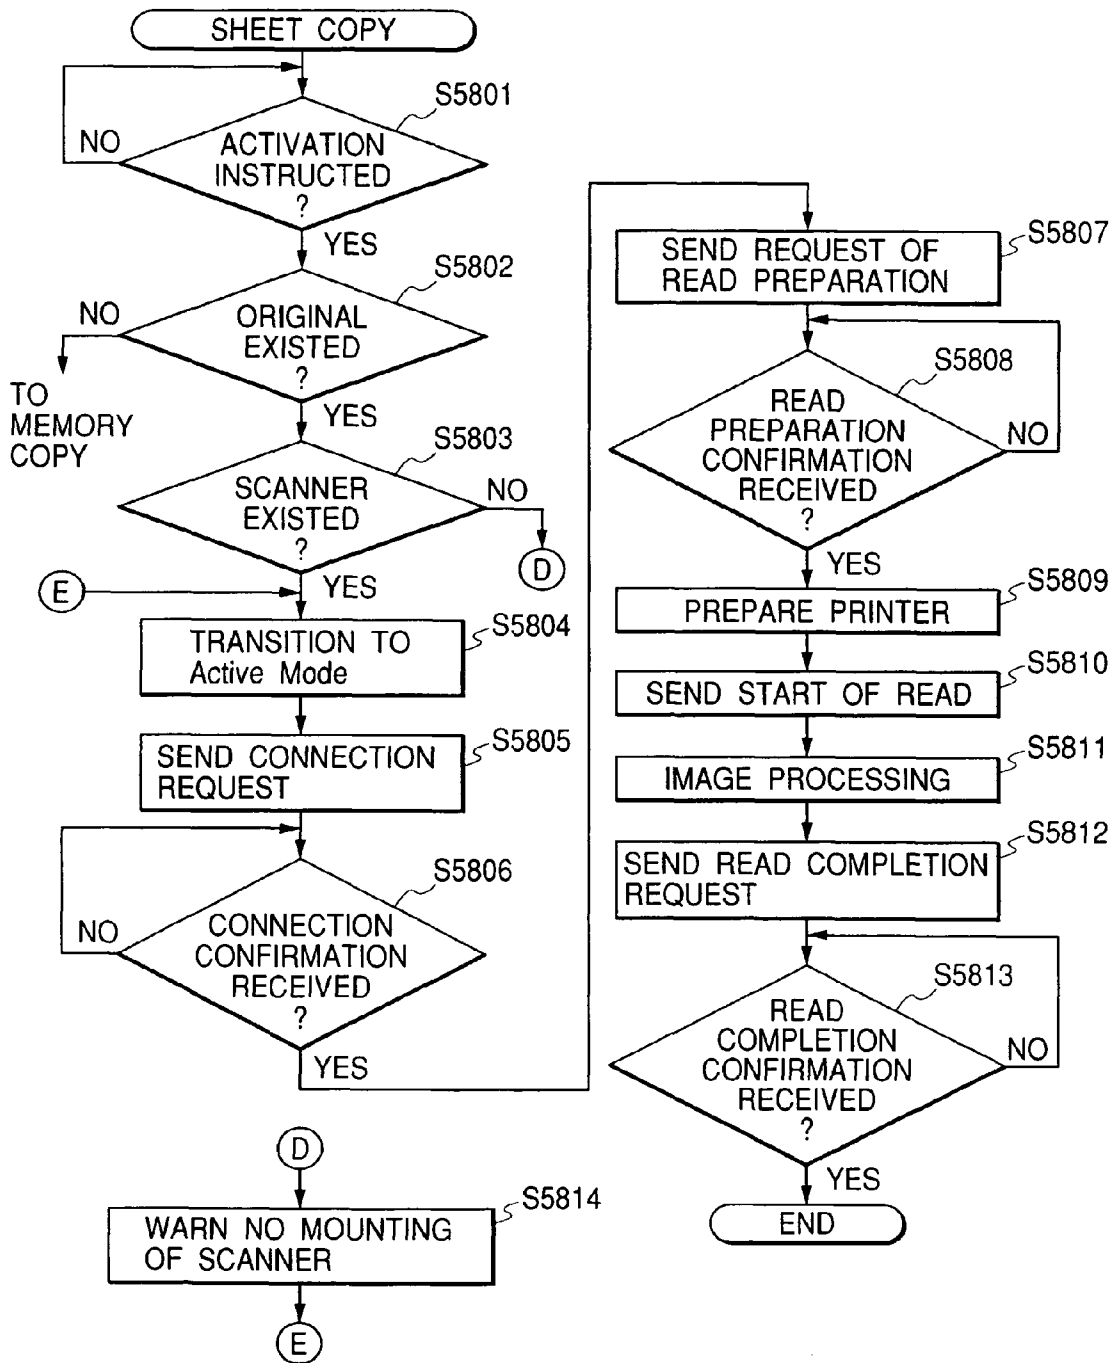 SHEET COPY
S5801
NO
ACTIVATION
INSTRUCTED
?
YES
S5802
NO
ORIGINAL
EXISTED
?
TO
MEMORY
COPY
YES
S5803
SCANNER
EXISTED
?
NO
D
E
YES
S5804
TRANSITION TO
Active Mode
S5805
SEND CONNECTION
REQUEST
S5806
NO
CONNECTION
CONFIRMATION
RECEIVED
?
YES
D
S5814
WARN NO MOUNTING
OF SCANNER
E
S5807
SEND REQUEST OF
READ PREPARATION
S5808
READ
PREPARATION
CONFIRMATION
RECEIVED
?
NO
YES
S5809
PREPARE PRINTER
S5810
SEND START OF READ
S5811
IMAGE PROCESSING
S5812
SEND READ COMPLETION
REQUEST
S5813
READ
COMPLETION
CONFIRMATION
RECEIVED
?
NO
YES
END